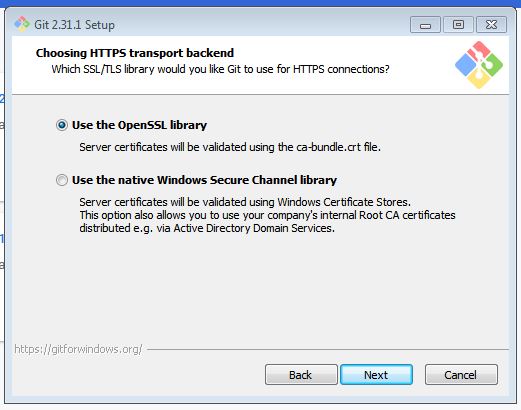 Git 2.31.1 Setup
Choosing HTTPS transport backend
Which SSL/TLS library would you like Git to use for HTTPS connections?
Use the OpenSSL library
Server certificates will be validated using the ca-bundle.crt file.
Use the native Windows Secure Channel library
Server certificates will be validated using Windows Certificate Stores.
This option also allows you to use your company's internal Root CA certificates
distributed e.g. via Active Directory Domain Services.
https://gitforwindows.org/
Back
Next
Cancel